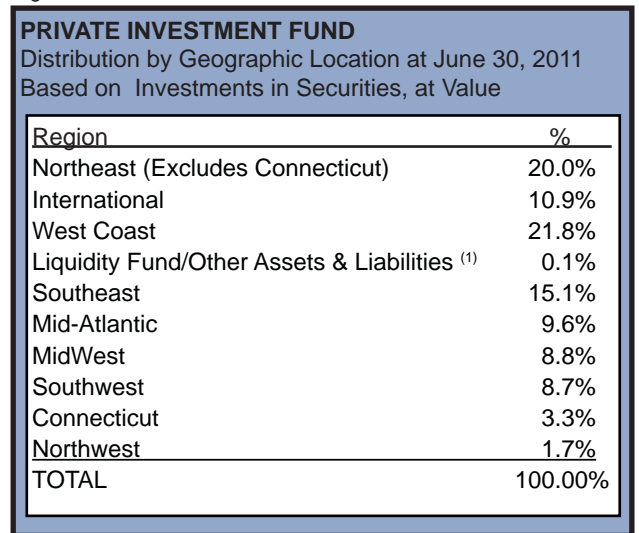 PRIVATE INVESTMENT FUND
Distribution by Geographic Location at June 30, 2011
Based on Investments in Securities, at Value
Region %
Northeast (Excludes Connecticut) 20.0%
International 10.9%
West Coast 21.8%
Liquidity Fund/Other Assets & Liabilities (1) 0.1%
Southeast 15.1%
Mid-Atlantic 9.6%
MidWest 8.8%
Southwest 8.7%
Connecticut 3.3%
Northwest 1.7%
TOTAL 100.00%